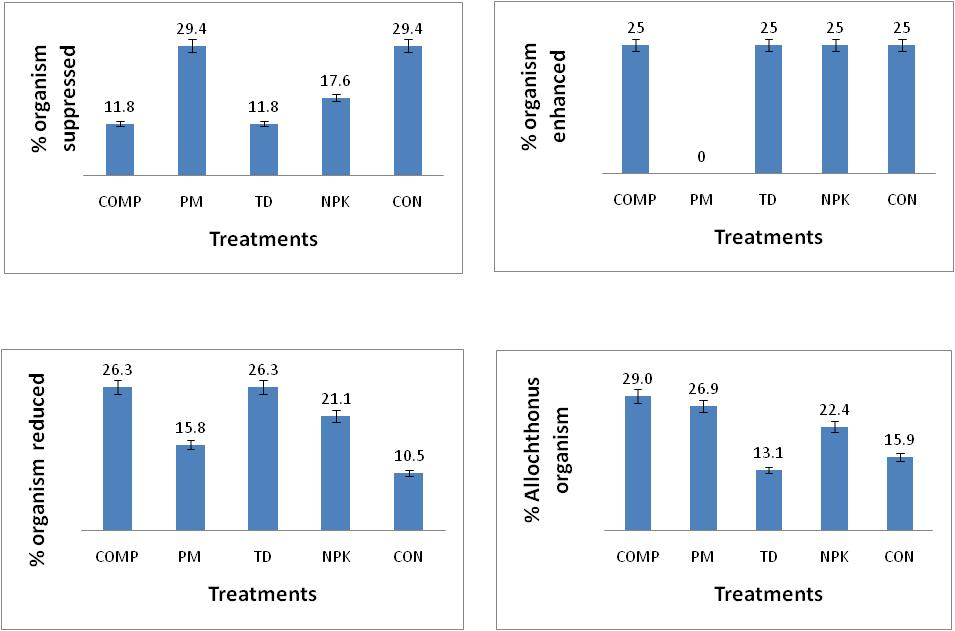 % organism
suppressed
29.4 29.4
17.6
11.8 11.8
COMP PM TD NPK CON
Treatments
% organism
enhanced
25 25 25 25
0
COMP PM TD NPK CON
Treatments
% organism reduced
26.3 26.3
21.1
15.8
10.5
COMP PM TD NPK CON
Treatments
% Allochthonus
organism
29.0
26.9
22.4
15.9
13.1
COMP PM TD NPK CON
Treatments